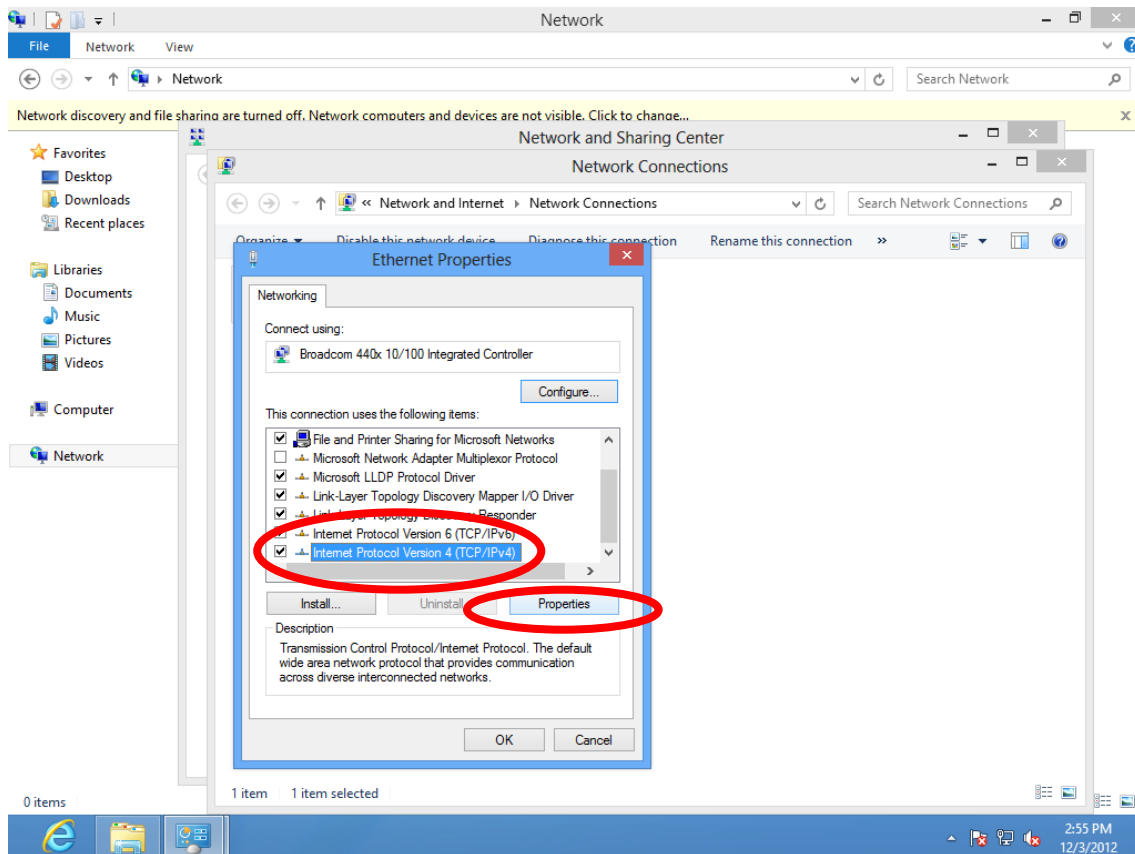 Network
File Network View
Network
Search Network
Network discovery and file sharing are turned off. Network computers and devices are not visible. Click to change...
Favorites
Desktop
Downloads
Recent places
Libraries
Documents
Music
Pictures
Videos
Computer
Network
0 items
Network and Sharing Center
Network Connections
« Network and Internet Network Connections
Search Network Connections
Organize Disable this network device Diagnose this connection Rename this connection »
Ethernet Properties
Networking
Connect using:
Broadcom 440x 10/100 Integrated Controller
Configure...
This connection uses the following items:
File and Printer Sharing for Microsoft Networks
Microsoft Network Adapter Multiplexor Protocol
Microsoft LLDP Protocol Driver
Link-Layer Topology Discovery Mapper I/O Driver
Link-Layer Topology Discovery Responder
Internet Protocol Version 6 (TCP/IPv6)
Internet Protocol Version 4 (TCP/IPv4)
Install... Uninstall Properties
Description
Transmission Control Protocol/Internet Protocol. The default
wide area network protocol that provides communication
across diverse interconnected networks.
OK Cancel
1 item 1 item selected
2:55 PM
12/3/2012